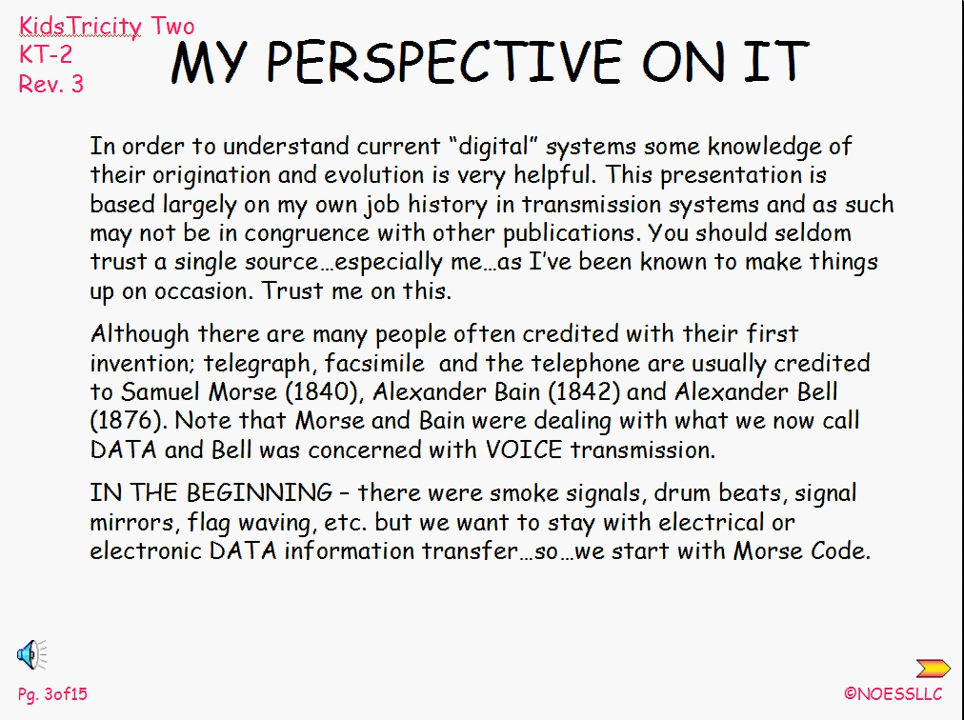 KidsTricity Two
KT-2
Rev. 3
MY PERSPECTIVE ON IT
In order to understand current “digital” systems some knowledge of
their origination and evolution is very helpful. This presentation is
based largely on my own job history in transmission systems and as such
may not be in congruence with other publications. You should seldom
trust a single source…especially me…as I’ve been known to make things
up on occasion. Trust me on this.
Although there are many people often credited with their first
invention; telegraph, facsimile  and the telephone are usually credited
to Samuel Morse (1840), Alexander Bain (1842) and Alexander Bell
(1876). Note that Morse and Bain were dealing with what we now call
DATA and Bell was concerned with VOICE transmission.
IN THE BEGINNING – there were smoke signals, drum beats, signal
mirrors, flag waving, etc. but we want to stay with electrical or
electronic DATA information transfer…so…we start with Morse Code.
Pg. 3of15
©NOESSLLC